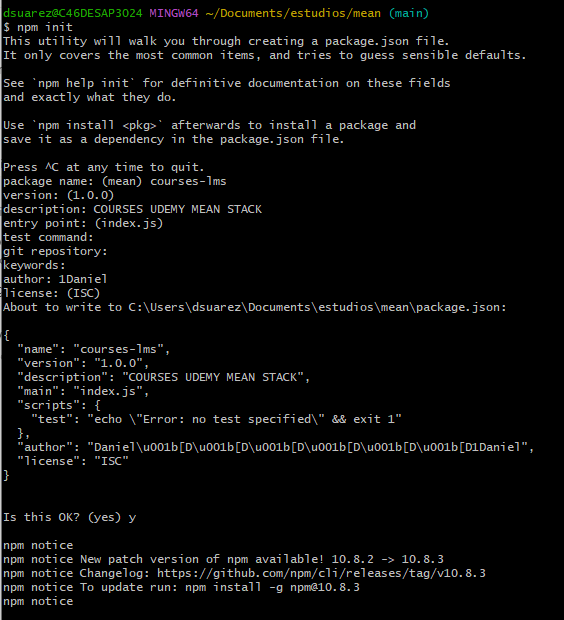 dsuarez@C46DESAP3024 MINGW64 ~/Documents/estudios/mean (main)
$ npm init
This utility will walk you through creating a package.json file.
It only covers the most common items, and tries to guess sensible defaults.

See `npm help init` for definitive documentation on these fields
and exactly what they do.

Use `npm install <pkg>` afterwards to install a package and
save it as a dependency in the package.json file.

Press ^C at any time to quit.
package name: (mean) courses-lms
version: (1.0.0)
description: COURSES UDEMY MEAN STACK
entry point: (index.js)
test command:
git repository:
keywords:
author: 1Daniel
license: (ISC)
About to write to C:\Users\dsuarez\Documents\estudios\mean\package.json:

{
  "name": "courses-lms",
  "version": "1.0.0",
  "description": "COURSES UDEMY MEAN STACK",
  "main": "index.js",
  "scripts": {
    "test": "echo \"Error: no test specified\" && exit 1"
  },
  "author": "Daniel\u001b[D\u001b[D\u001b[D\u001b[D\u001b[D\u001b[D1Daniel",
  "license": "ISC"
}


Is this OK? (yes) y

npm notice
npm notice New patch version of npm available! 10.8.2 -> 10.8.3
npm notice Changelog: https://github.com/npm/cli/releases/tag/v10.8.3
npm notice To update run: npm install -g npm@10.8.3
npm notice